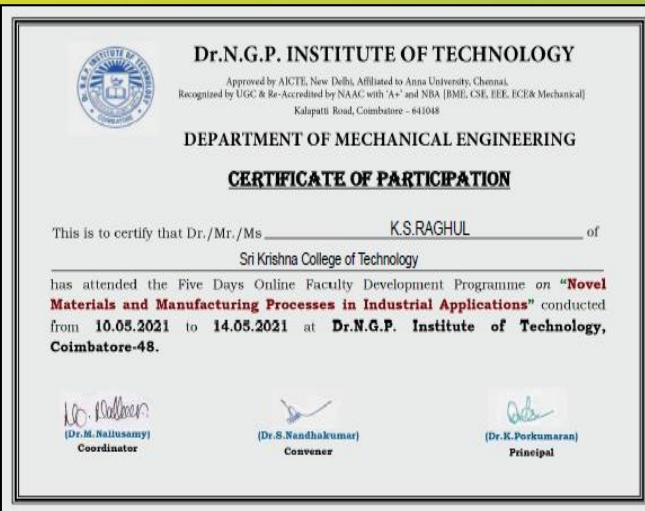 Dr.N.G.P. INSTITUTE OF TECHNOLOGY
Approved by AICTE, New Delhi, Affiliated to Anna University, Chennai,
Recognized by UGC & Re-Accredited by NAAC with 'A+' and NBA [BME, CSE, EEE, ECE& Mechanical]
Kalapatti Road, Coimbatore - 641048
DEPARTMENT OF MECHANICAL ENGINEERING
CERTIFICATE OF PARTICIPATION
This is to certify that Dr./Mr./Ms K.S.RAGHUL of
Sri Krishna College of Technology
has attended the Five Days Online Faculty Development Programme on "Novel
Materials and Manufacturing Processes in Industrial Applications" conducted
from 10.05.2021 to 14.05.2021 at Dr.N.G.P. Institute of Technology,
Coimbatore-48.
(Dr.M.Nallusamy)
Coordinator
(Dr.S.Nandhakumar)
Convener
(Dr.K.Porkumaran)
Principal